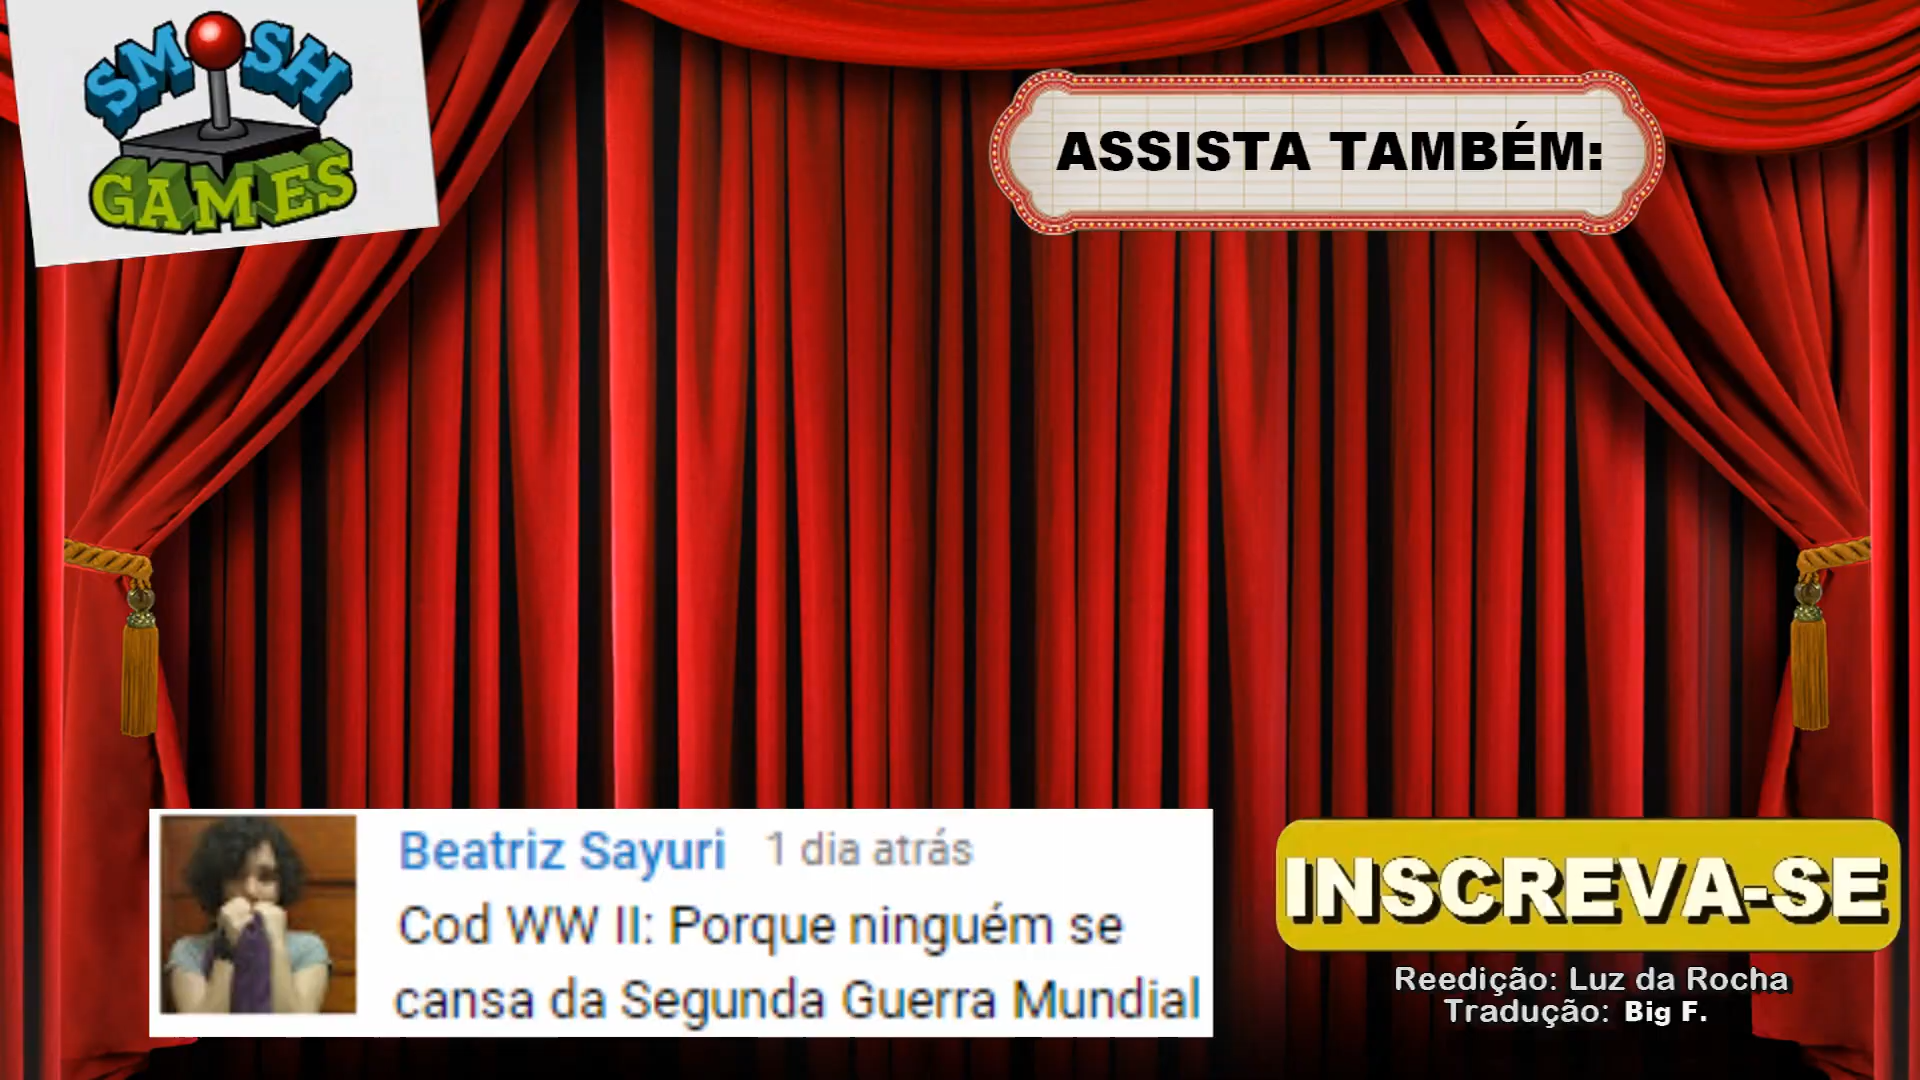 SMOSH
GAMES
ASSISTA TAMBÉM:
Beatriz Sayuri 1 dia atrás
Cod WW II: Porque ninguém se
cansa da Segunda Guerra Mundial
INSCREVA-SE
Reedição: Luz da Rocha
Tradução: Big F.